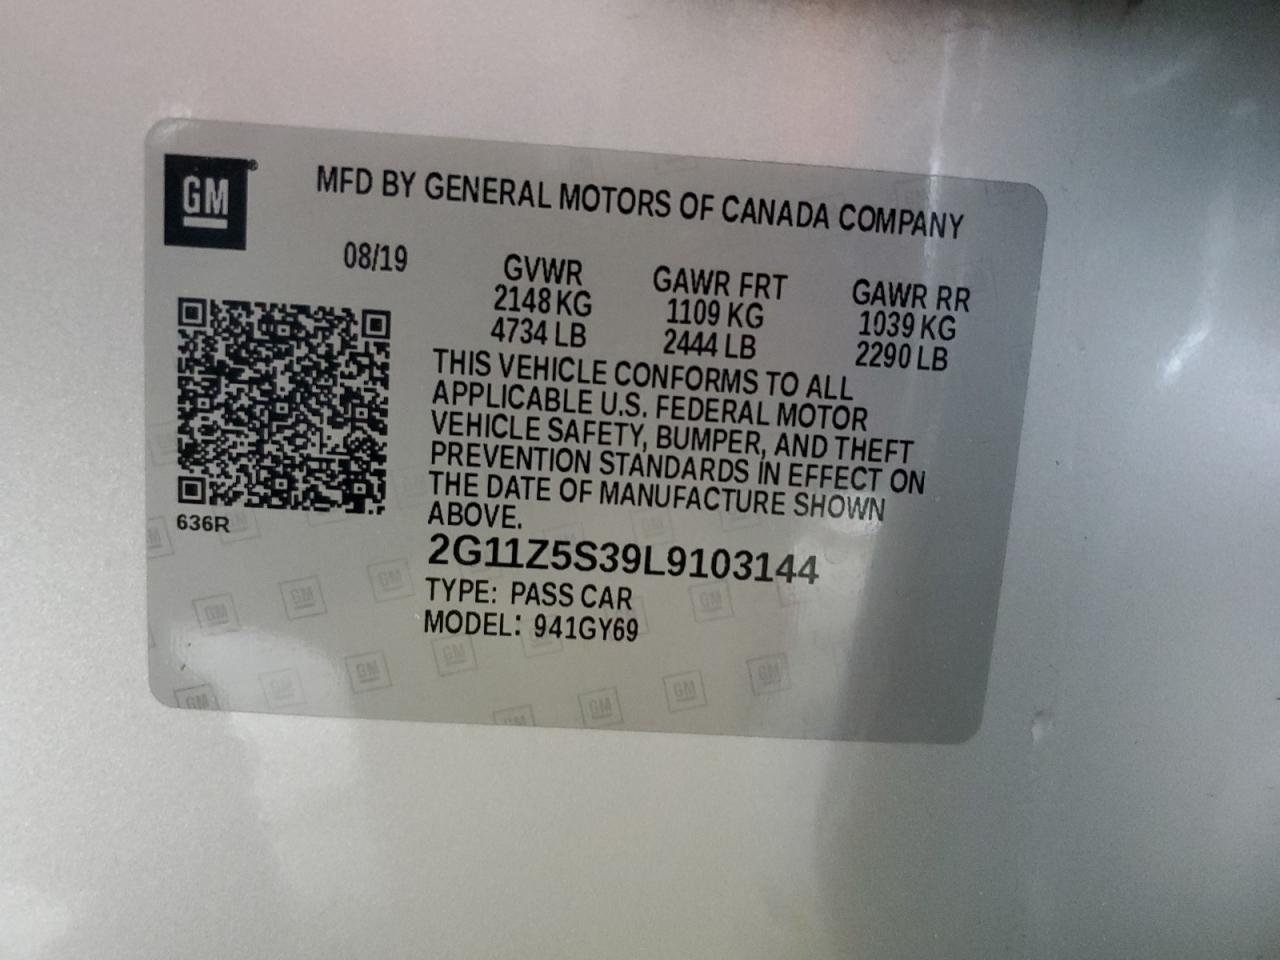 GM®
MFD BY GENERAL MOTORS OF CANADA COMPANY
08/19
GVWR GAWR FRT GAWR RR
2148 KG 1109 KG 1039 KG
4734 LB 2444 LB 2290 LB
THIS VEHICLE CONFORMS TO ALL
APPLICABLE U.S. FEDERAL MOTOR
VEHICLE SAFETY, BUMPER, AND THEFT
PREVENTION STANDARDS IN EFFECT ON
THE DATE OF MANUFACTURE SHOWN
ABOVE.
636R
2G11Z5S39L9103144
TYPE: PASS CAR
MODEL: 941GY69